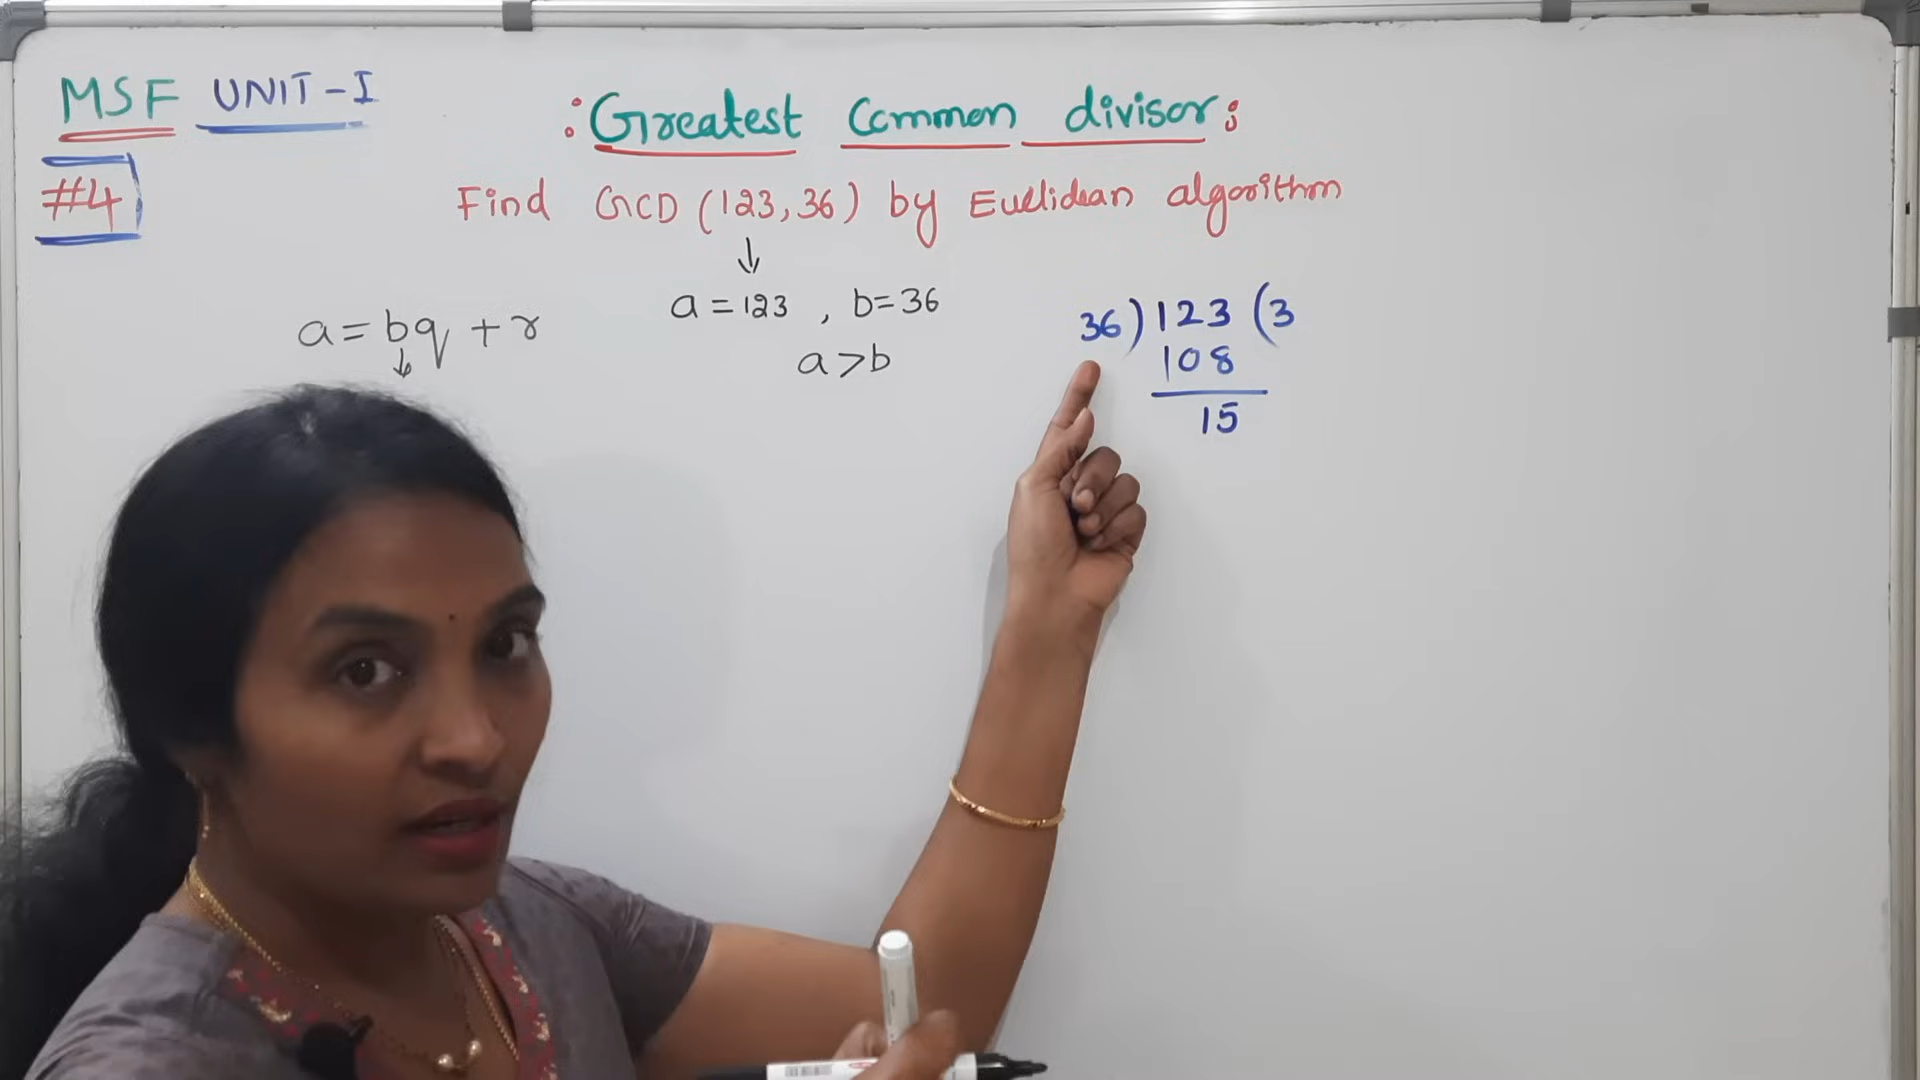 MSF UNIT-I
:Greatest Common divisor:
#4
Find GCD (123,36) by Euclidean algorithm
↓
a=123 , b=36
a=bq+r
↓
a>b
36)123(3
108
15